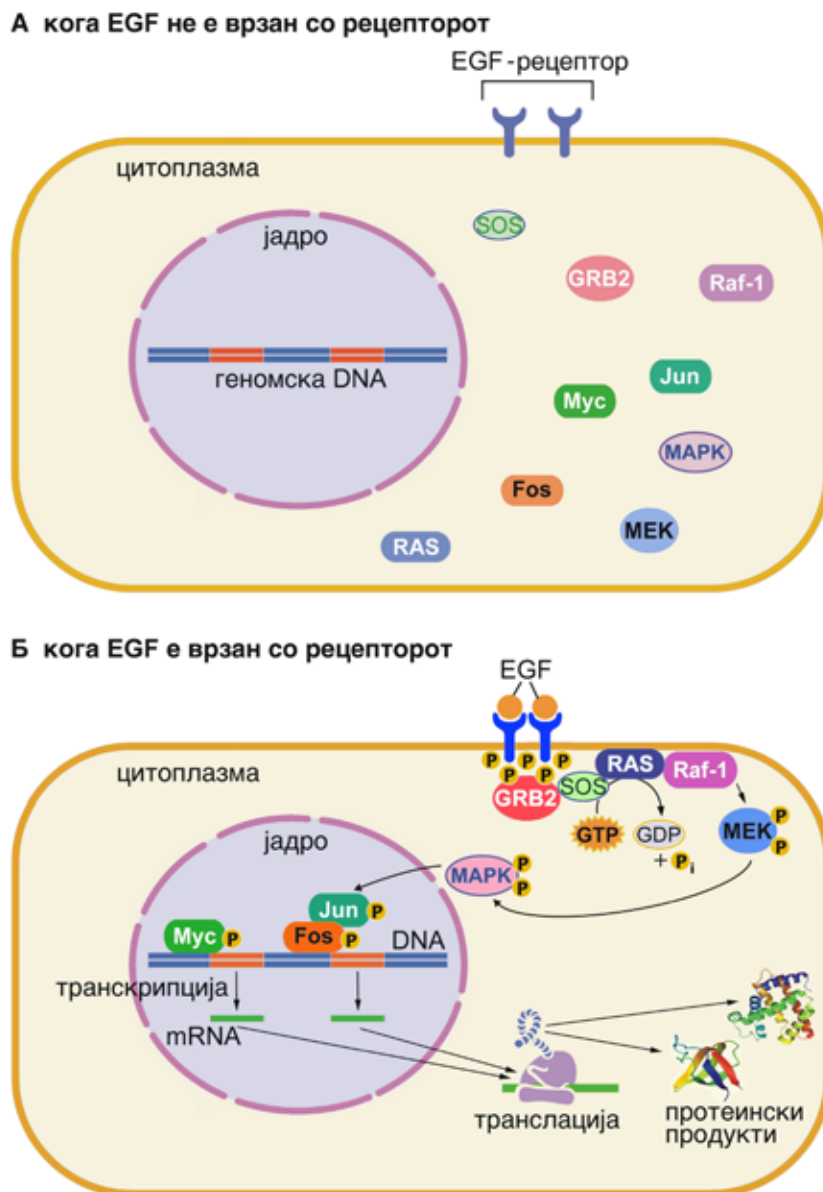 А кога EGF не е врзан со рецепторот
EGF-рецептор
цитоплазма
јадро
SOS
GRB2
Raf-1
геномска DNA
Jun
Myc
MAPK
Fos
MEK
RAS
Б кога EGF е врзан со рецепторот
EGF
цитоплазма
P P P P P
GRB2
SOS
RAS
Raf-1
GTP
GDP
+ Pi
MEK
P
P
јадро
MAPK
P
P
Jun P
Myc P
Fos P
DNA
транскрипција
mRNA
транслација
протеински
продукти